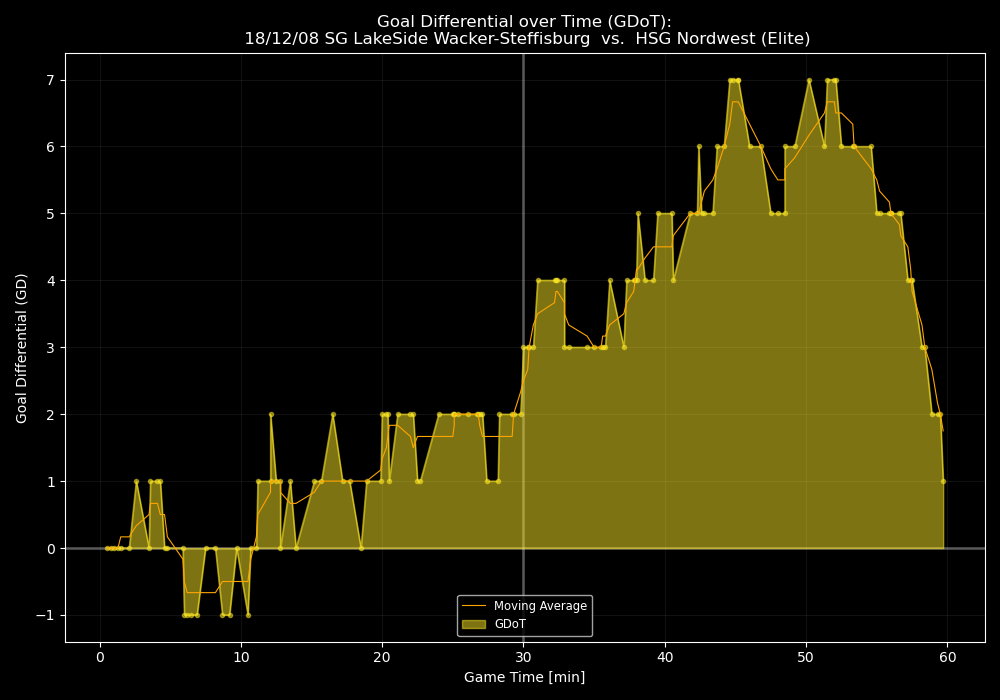 Goal Differential over Time (GDoT):
18/12/08 SG LakeSide Wacker-Steffisburg  vs.  HSG Nordwest (Elite)
7
6
5
4
3
2
1
0
−1
Goal Differential (GD)
Moving Average
GDoT
0 10 20 30 40 50 60
Game Time [min]